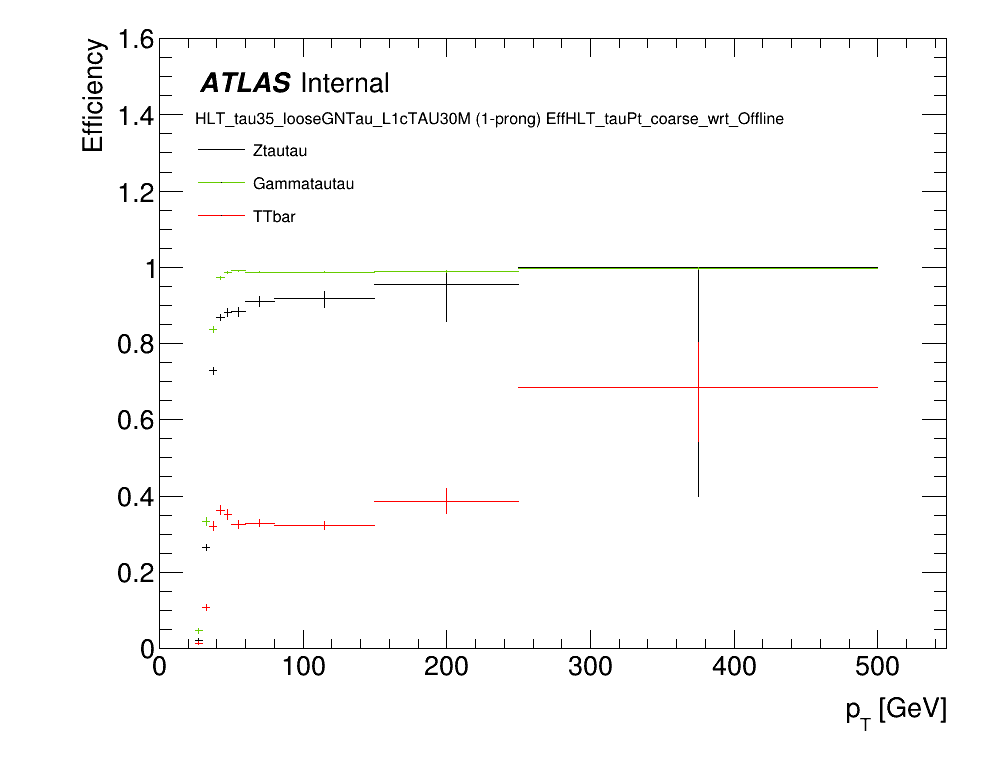 Efficiency
1.6
1.4
1.2
1
0.8
0.6
0.4
0.2
0
ATLAS Internal
HLT_tau35_looseGNTau_L1cTAU30M (1-prong) EffHLT_tauPt_coarse_wrt_Offline
Ztautau
Gammatautau
TTbar
0 100 200 300 400 500
p_T [GeV]